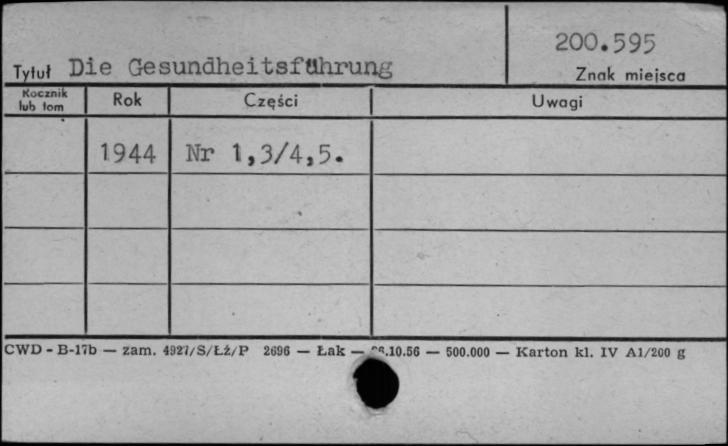 200.595
Tytuł Die Gesundheitsführung
Znak miejsca
Rocznik lub tom Rok Części Uwagi
1944 Nr 1,3/4,5.
CWD - B-17b — zam. 4927/S/Łź/P 2696 — Łak — .10.56 — 500.000 — Karton kl. IV A1/200 g